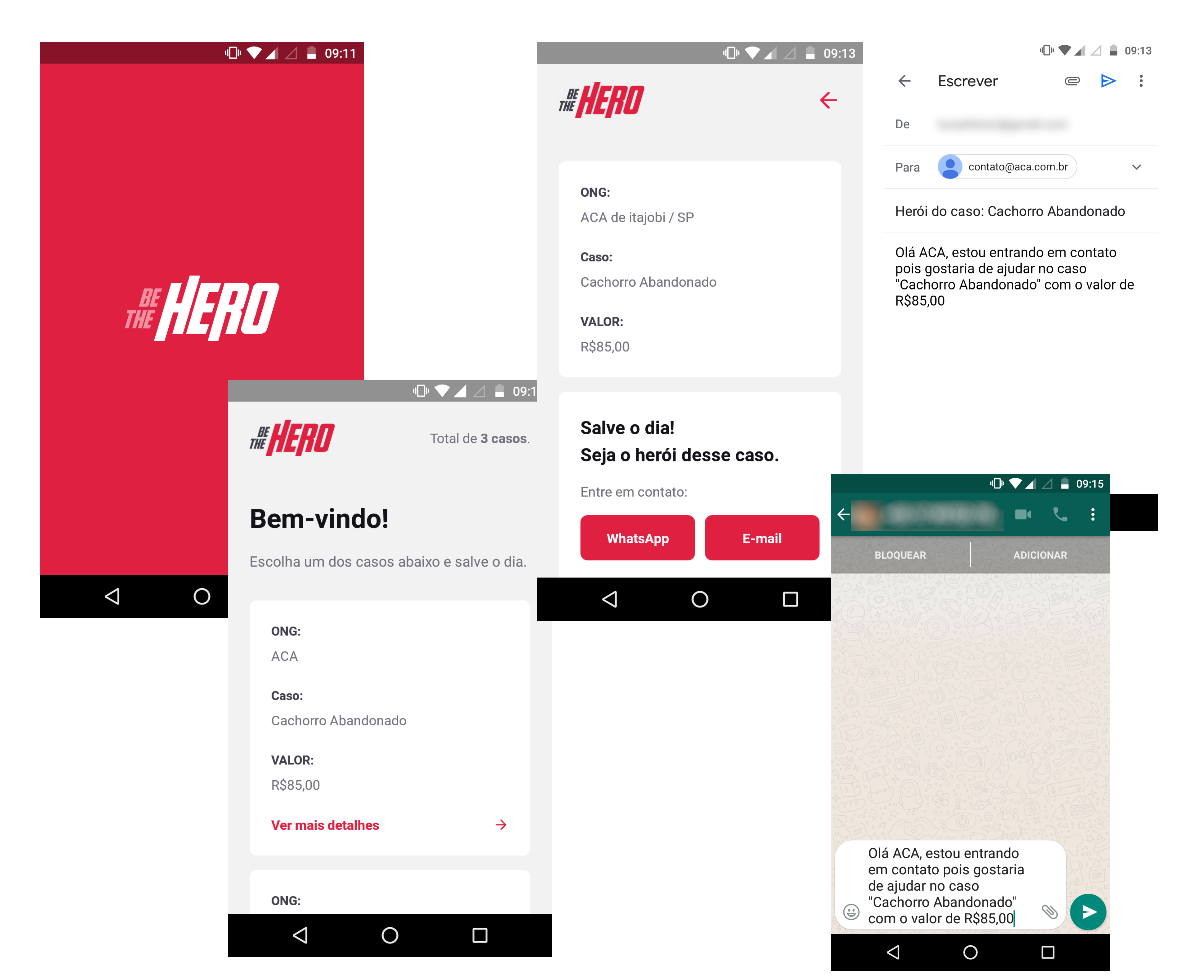 09:11
BE
THE HERO
09:1
BE
THE HERO
Total de 3 casos.
Bem-vindo!
Escolha um dos casos abaixo e salve o dia.
ONG:
ACA
Caso:
Cachorro Abandonado
VALOR:
R$85,00
Ver mais detalhes
ONG:
09:13
BE
THE HERO
ONG:
ACA de itajobi / SP
Caso:
Cachorro Abandonado
VALOR:
R$85,00
Salve o dia!
Seja o herói desse caso.
Entre em contato:
WhatsApp E-mail
09:13
Escrever
De
Para contato@aca.com.br
Herói do caso: Cachorro Abandonado
Olá ACA, estou entrando em contato
pois gostaria de ajudar no caso
"Cachorro Abandonado" com o valor de
R$85,00
09:15
BLOQUEAR ADICIONAR
Olá ACA, estou entrando
em contato pois gostaria
de ajudar no caso
"Cachorro Abandonado"
com o valor de R$85,00